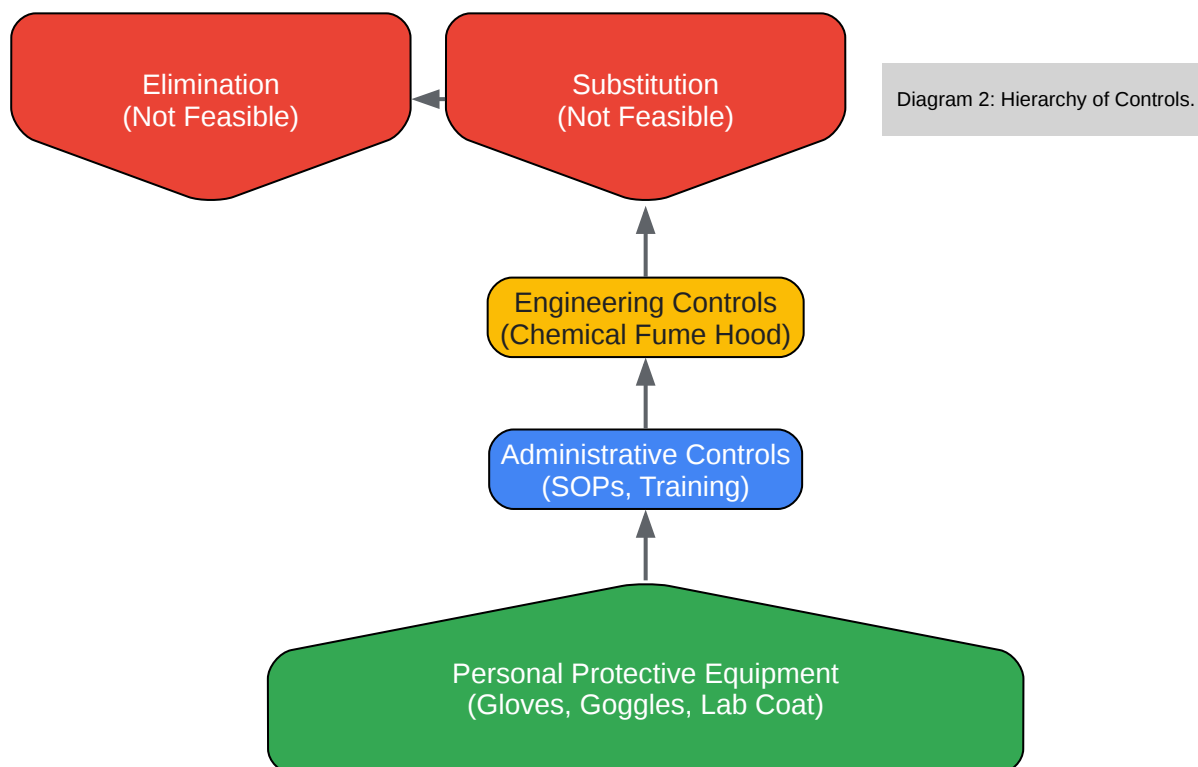 Elimination
(Not Feasible)
Substitution
(Not Feasible)
Diagram 2: Hierarchy of Controls.
Engineering Controls
(Chemical Fume Hood)
Administrative Controls
(SOPs, Training)
Personal Protective Equipment
(Gloves, Goggles, Lab Coat)